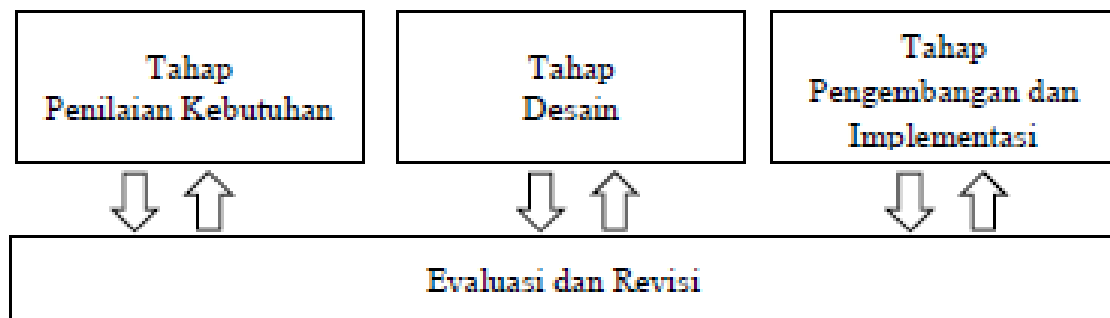 Tahap
Penilaian Kebutuhan
Tahap
Desain
Tahap
Pengembangan dan
Implementasi
Evaluasi dan Revisi